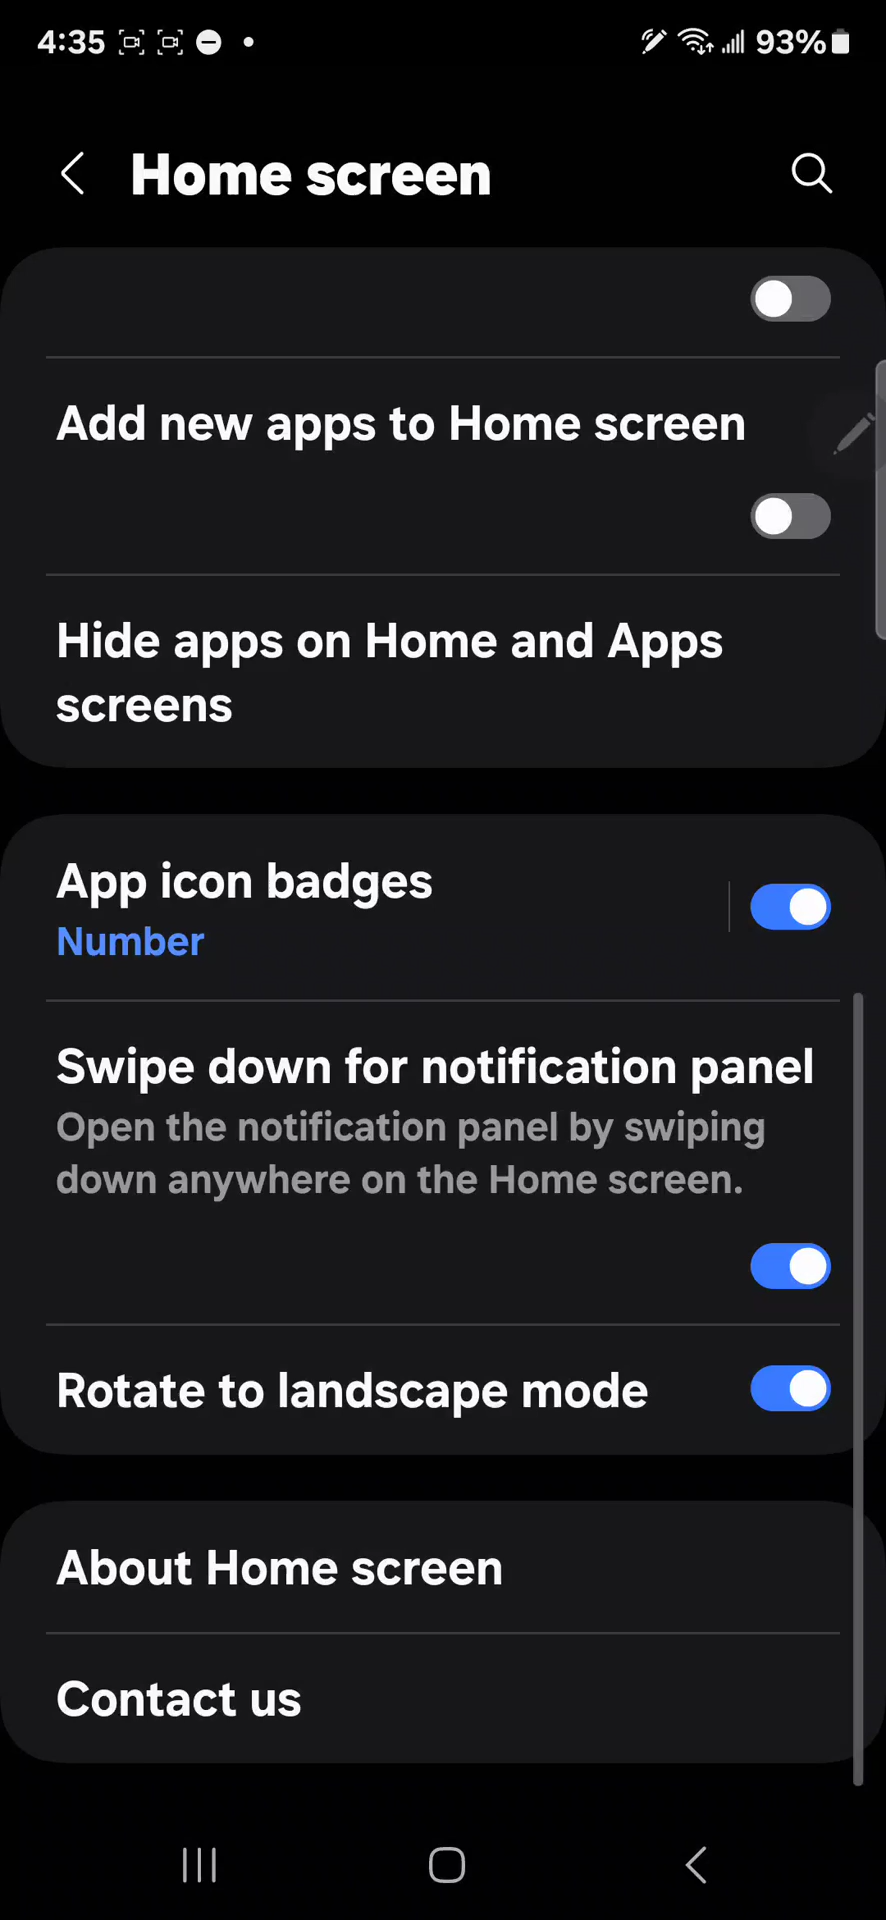 4:35
93%
Home screen
Add new apps to Home screen
Hide apps on Home and Apps
screens
App icon badges
Number
Swipe down for notification panel
Open the notification panel by swiping
down anywhere on the Home screen.
Rotate to landscape mode
About Home screen
Contact us